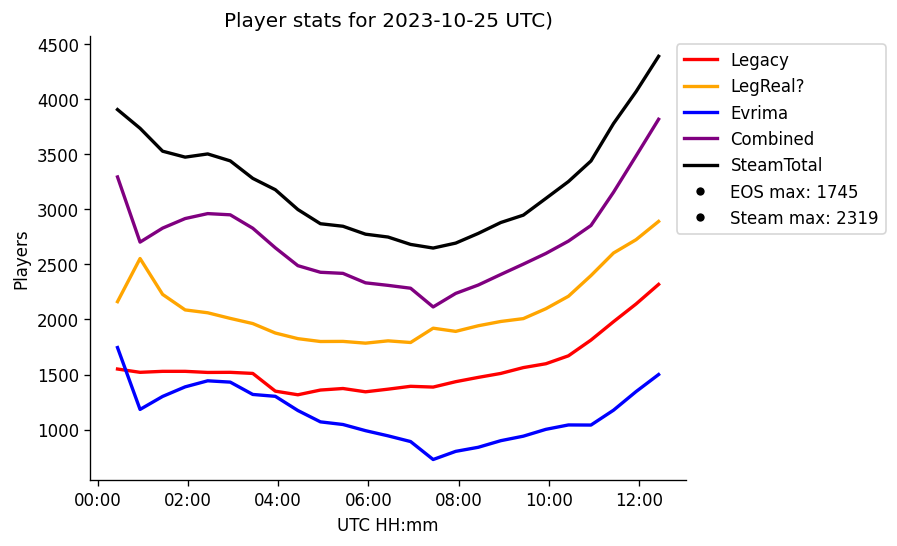 Player stats for 2023-10-25 UTC)
Players
4500
4000
3500
3000
2500
2000
1500
1000
00:00 02:00 04:00 06:00 08:00 10:00 12:00
UTC HH:mm
Legacy
LegReal?
Evrima
Combined
SteamTotal
EOS max: 1745
Steam max: 2319